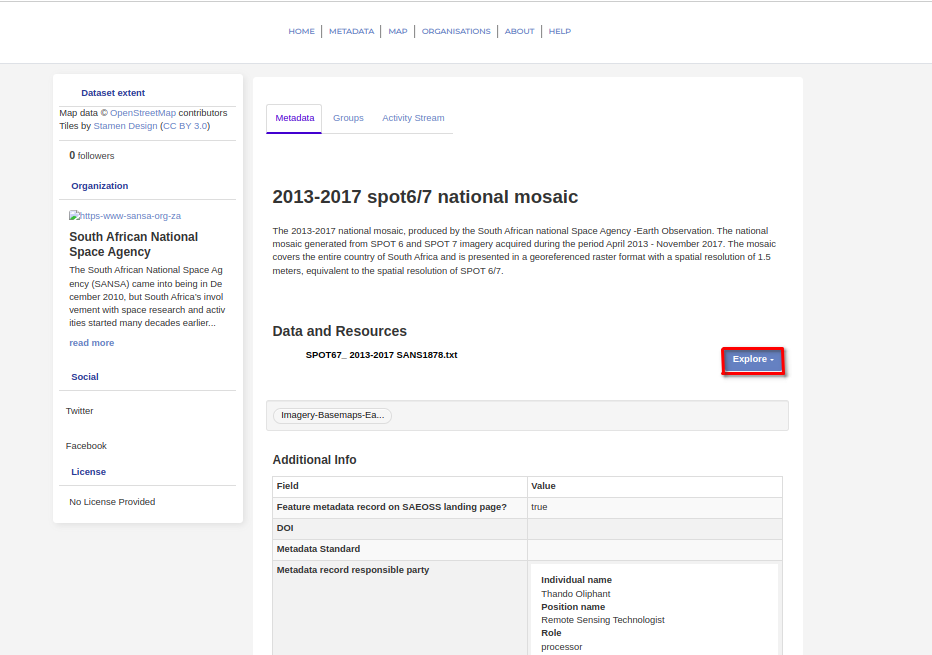 HOME | METADATA | MAP | ORGANISATIONS | ABOUT | HELP
Dataset extent
Map data © OpenStreetMap contributors
Tiles by Stamen Design (CC BY 3.0)
0 followers
Organization
https-www-sansa-org-za
South African National
Space Agency
The South African National Space Ag
ency (SANSA) came into being in De
cember 2010, but South Africa's invol
vement with space research and activ
ities started many decades earlier...
read more
Social
Twitter
Facebook
License
No License Provided
Metadata Groups Activity Stream
2013-2017 spot6/7 national mosaic
The 2013-2017 national mosaic, produced by the South African national Space Agency -Earth Observation. The national
mosaic generated from SPOT 6 and SPOT 7 imagery acquired during the period April 2013 - November 2017. The mosaic
covers the entire country of South Africa and is presented in a georeferenced raster format with a spatial resolution of 1.5
meters, equivalent to the spatial resolution of SPOT 6/7.
Data and Resources
SPOT67_ 2013-2017 SANS1878.txt
Explore
Imagery-Basemaps-Ea...
Additional Info
Field Value
Feature metadata record on SAEOSS landing page? true
DOI
Metadata Standard
Metadata record responsible party
Individual name
Thando Oliphant
Position name
Remote Sensing Technologist
Role
processor